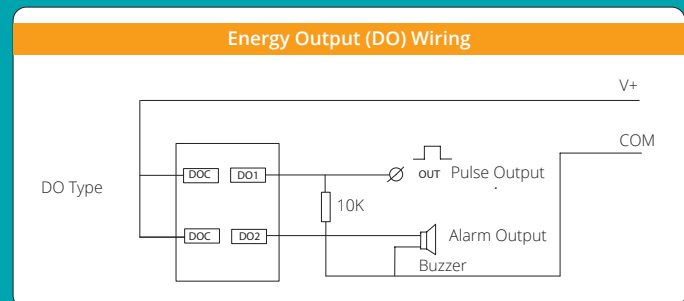 Energy Output (DO) Wiring
V+
COM
DOC DO1
OUT Pulse Output
DO Type
10K
DOC DO2
Alarm Output
Buzzer